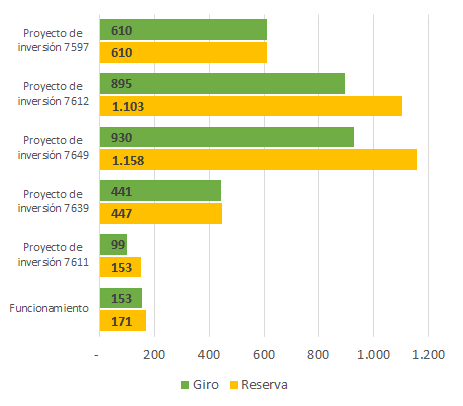 Proyecto de
inversión 7597
610
610
Proyecto de
inversión 7612
895
1.103
Proyecto de
inversión 7649
930
1.158
Proyecto de
inversión 7639
441
447
Proyecto de
inversión 7611
99
153
Funcionamiento
153
171
- 200 400 600 800 1.000 1.200
Giro Reserva